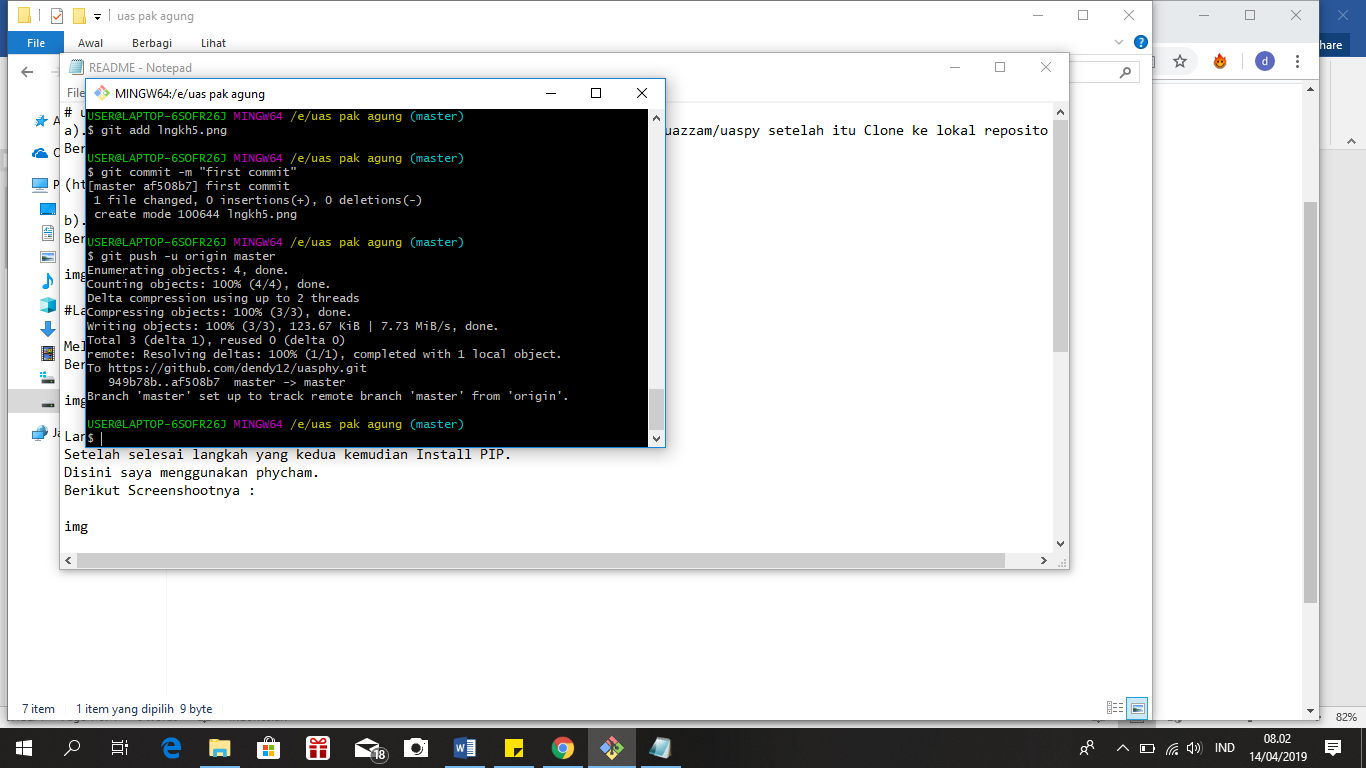 uas pak agung
File Awal Berbagi Lihat
hare
d
README - Notepad
File
MINGW64:/e/uas pak agung
USER@LAPTOP-6SOFR26J MINGW64 /e/uas pak agung (master)
$ git add lngkh5.png
USER@LAPTOP-6SOFR26J MINGW64 /e/uas pak agung (master)
$ git commit -m "first commit"
[master af508b7] first commit
1 file changed, 0 insertions(+), 0 deletions(-)
create mode 100644 lngkh5.png
USER@LAPTOP-6SOFR26J MINGW64 /e/uas pak agung (master)
$ git push -u origin master
Enumerating objects: 4, done.
Counting objects: 100% (4/4), done.
Delta compression using up to 2 threads
Compressing objects: 100% (3/3), done.
Writing objects: 100% (3/3), 123.67 KiB | 7.73 MiB/s, done.
Total 3 (delta 1), reused 0 (delta 0)
remote: Resolving deltas: 100% (1/1), completed with 1 local object.
To https://github.com/dendy12/uasphy.git
949b78b..af508b7 master -> master
Branch 'master' set up to track remote branch 'master' from 'origin'.
USER@LAPTOP-6SOFR26J MINGW64 /e/uas pak agung (master)
$
# u
a). uazzam/uaspy setelah itu Clone ke lokal reposito
Ber
(ht
b).
Ber
img
#La
Mel
Ber
img
Lan
Setelah selesai langkah yang kedua kemudian Install PIP.
Disini saya menggunakan phycham.
Berikut Screenshootnya :
img
7 item 1 item yang dipilih 9 byte
82%
18
IND
08.02
14/04/2019